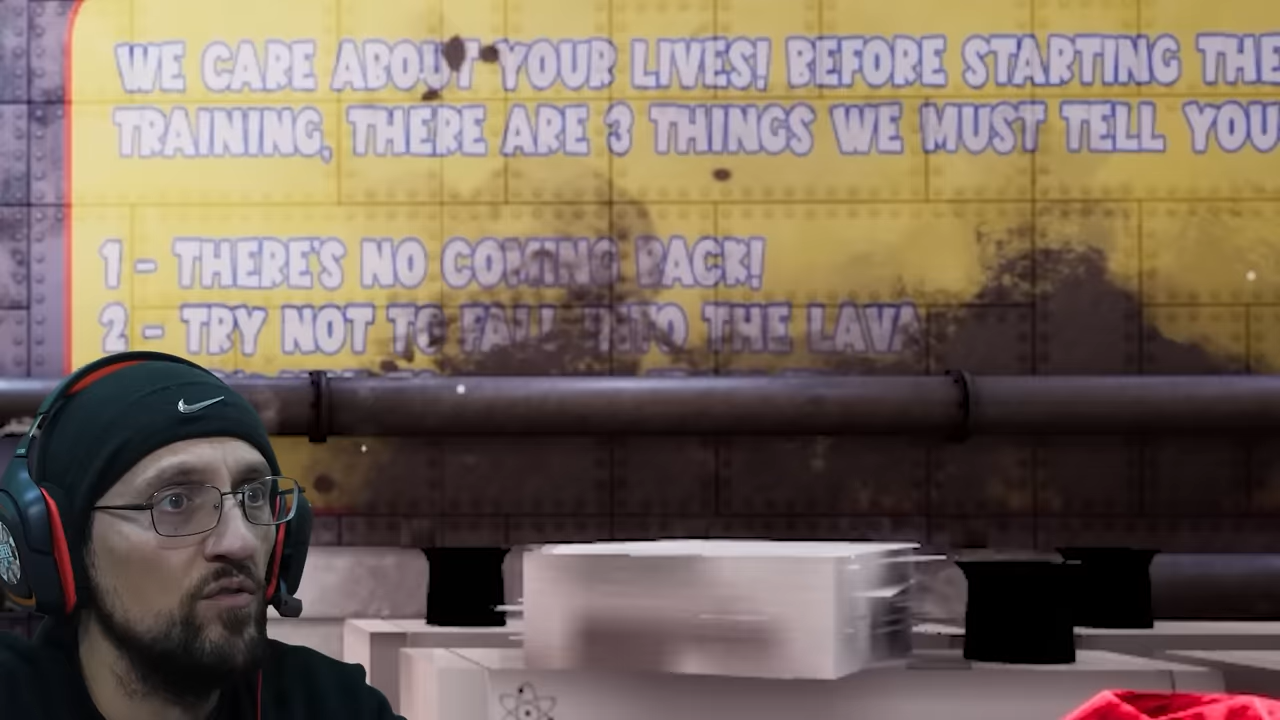 WE CARE ABOUT YOUR LIVES! BEFORE STARTING THE
TRAINING, THERE ARE 3 THINGS WE MUST TELL YOU
1 - THERE'S NO COMING BACK!
2 - TRY NOT TO FALL INTO THE LAVA